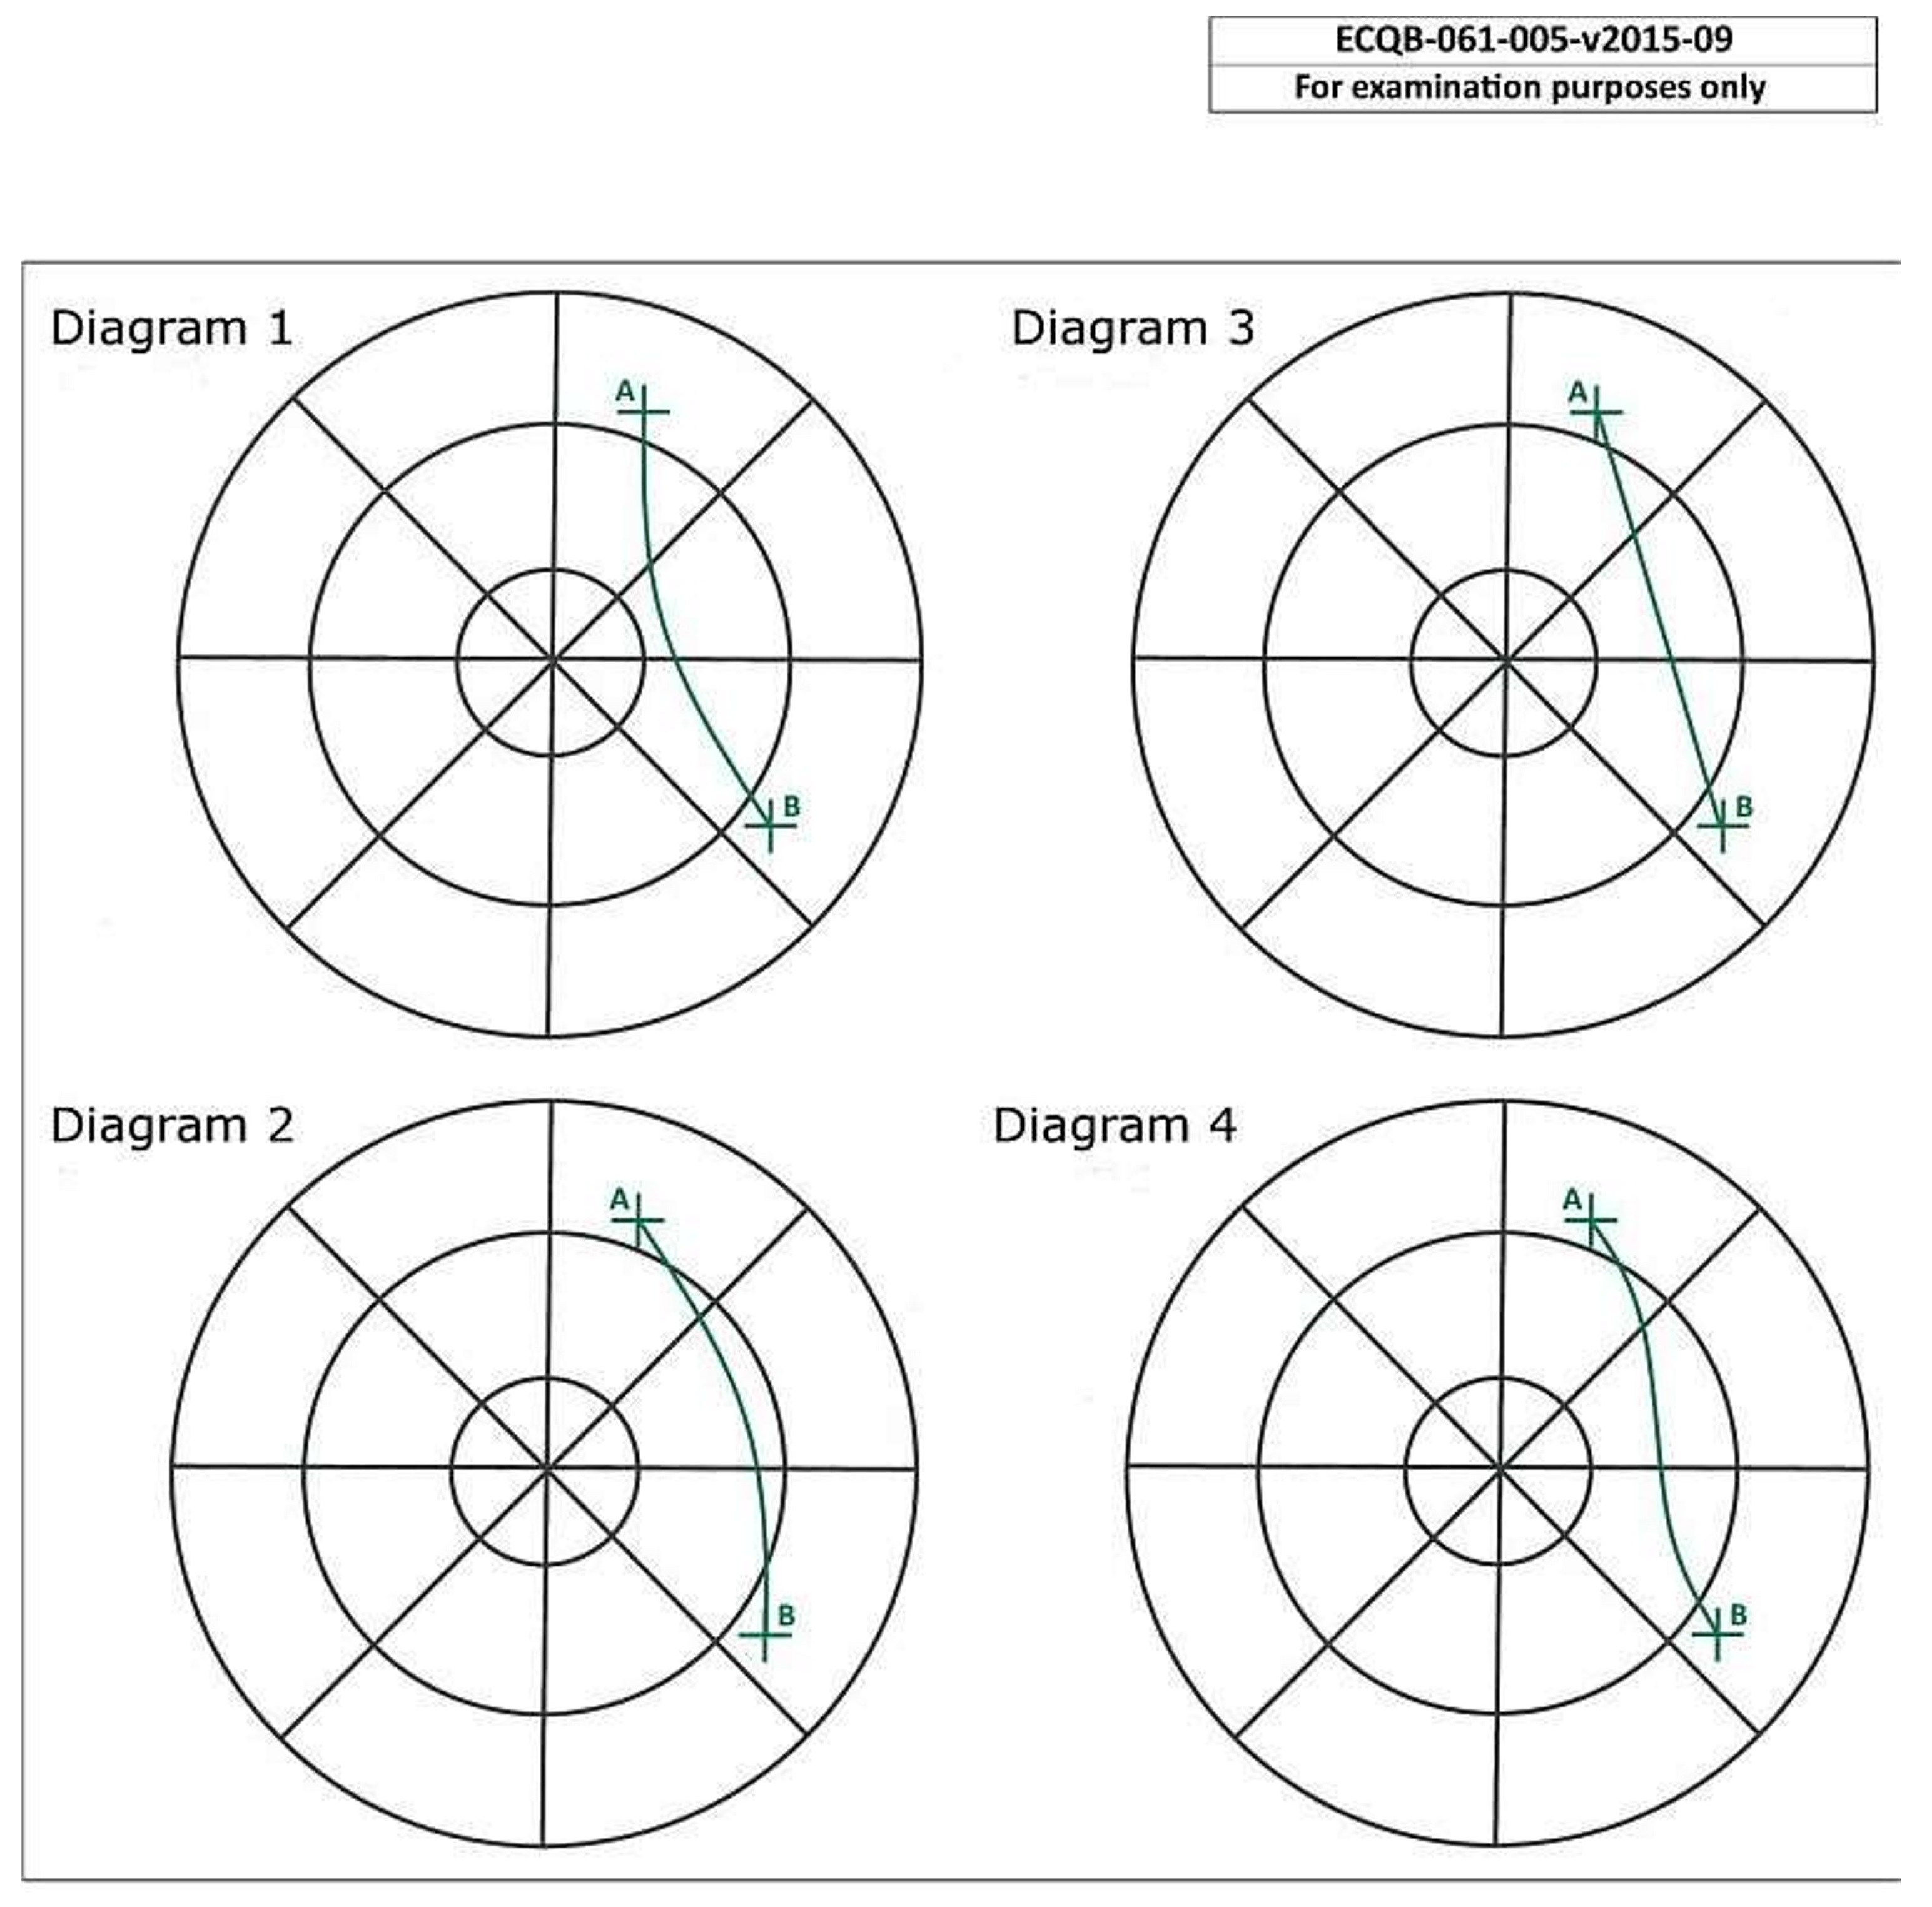 ECQB-061-005-v2015-09
For examination purposes only
Diagram 1
A
B
Diagram 3
A
B
Diagram 2
A
B
Diagram 4
A
B